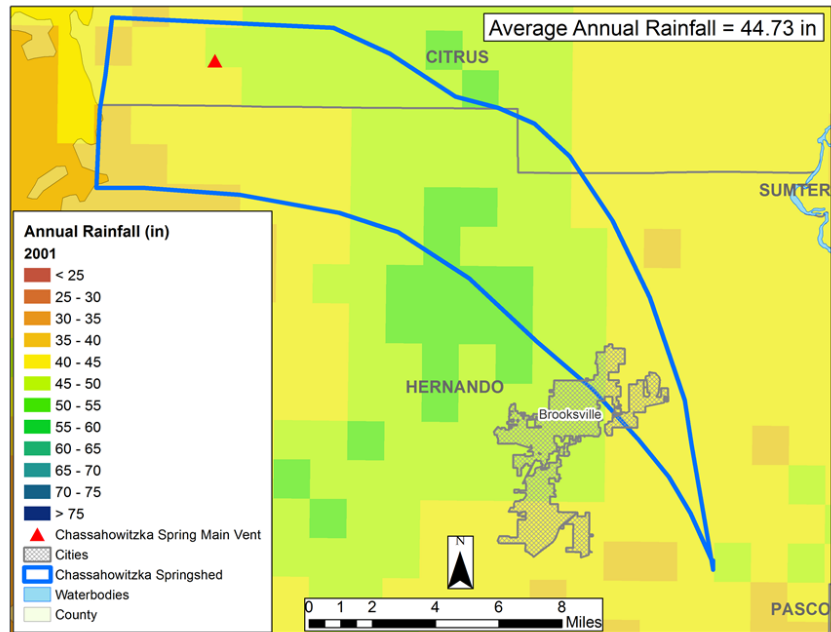 Average Annual Rainfall = 44.73 in
CITRUS
SUMTER
Annual Rainfall (in)
2001
< 25
25 - 30
30 - 35
35 - 40
40 - 45
45 - 50
50 - 55
55 - 60
60 - 65
65 - 70
70 - 75
> 75
Chassahowitzka Spring Main Vent
Cities
Chassahowitzka Springshed
Waterbodies
County
HERNANDO
Brooksville
N
0 1 2 4 6 8
Miles
PASCO